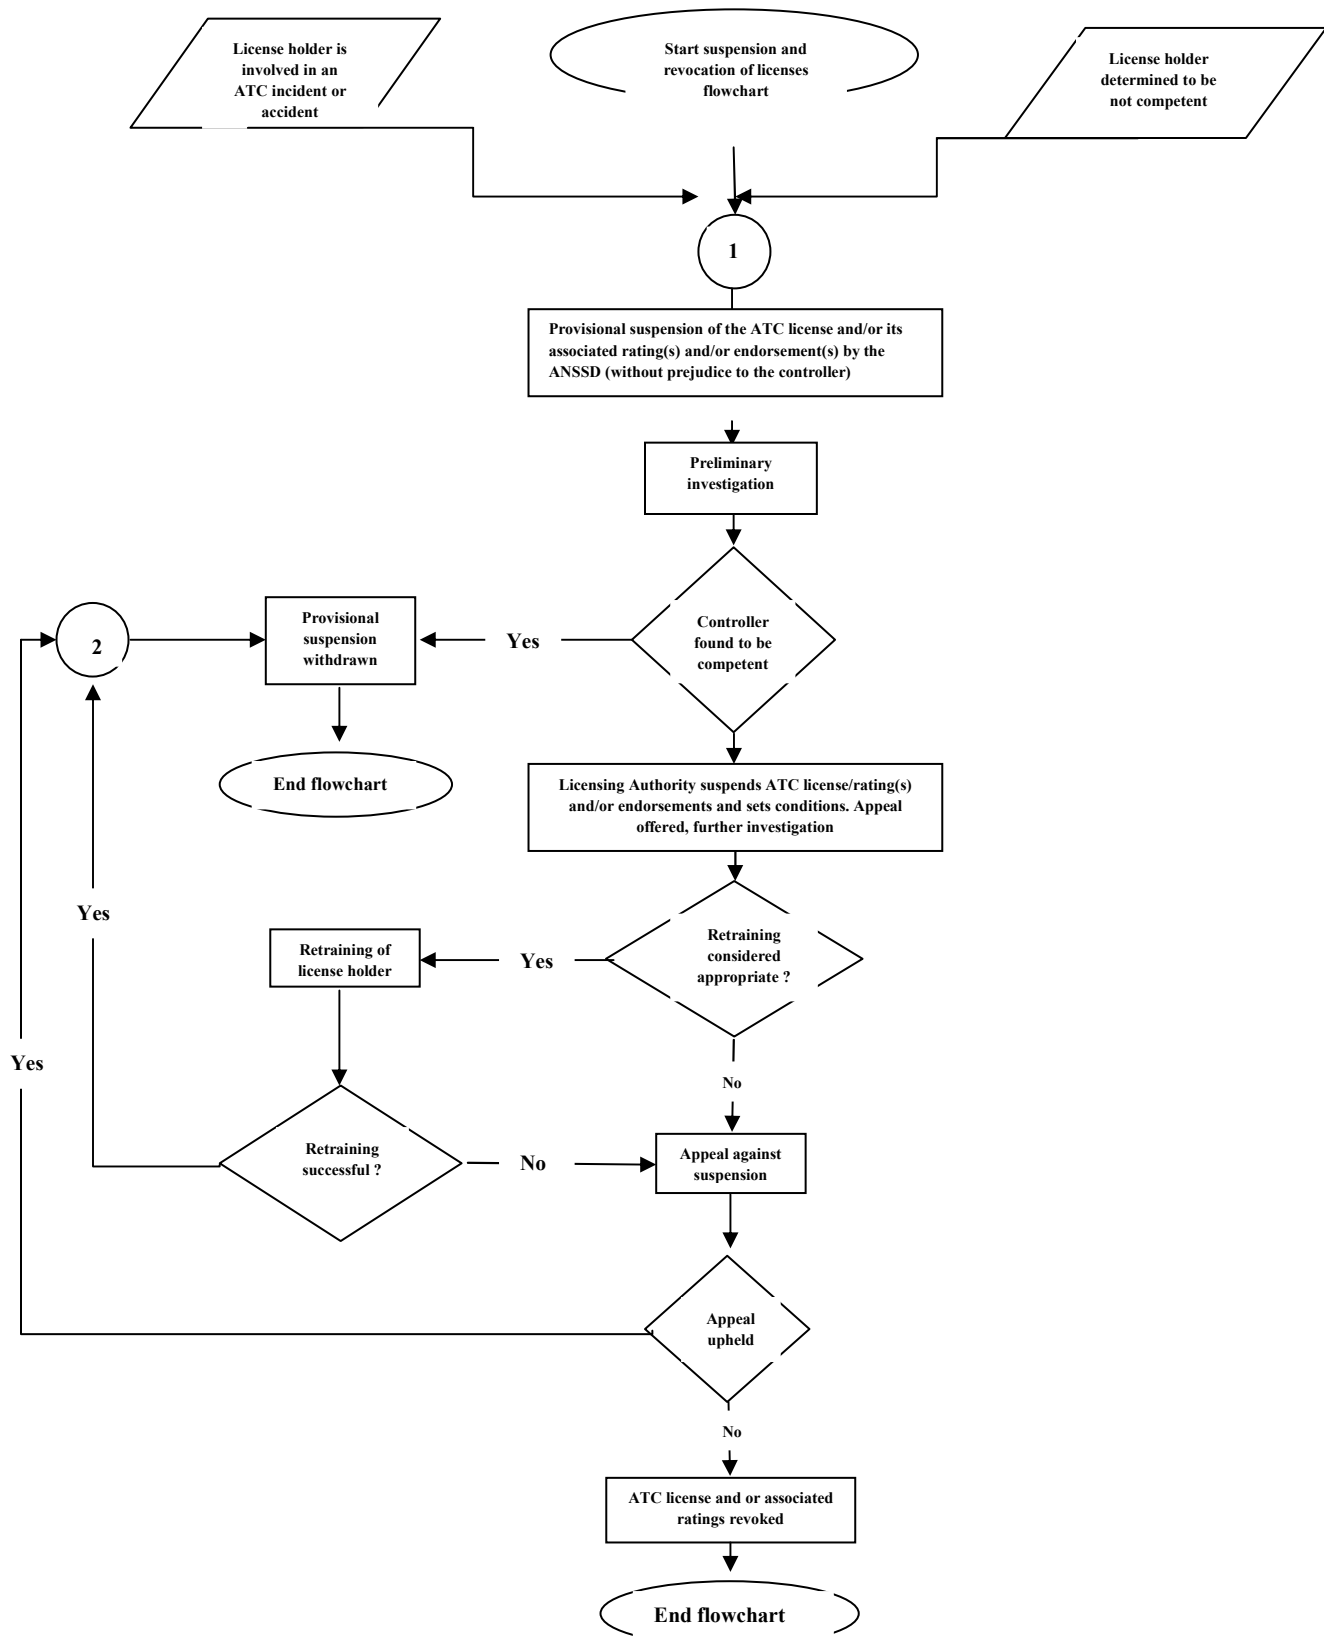 License holder is
involved in an
ATC incident or
accident
Start suspension and
revocation of licenses
flowchart
License holder
determined to be
not competent
1
Provisional suspension of the ATC license and/or its
associated rating(s) and/or endorsement(s) by the
ANSSD (without prejudice to the controller)
Preliminary
investigation
Controller
found to be
competent
Yes
Provisional
suspension
withdrawn
2
End flowchart
Licensing Authority suspends ATC license/rating(s)
and/or endorsements and sets conditions. Appeal
offered, further investigation
Retraining
considered
appropriate ?
Yes
Retraining of
license holder
Yes
Yes
No
Retraining
successful ?
No
Appeal against
suspension
Appeal
upheld
No
ATC license and or associated
ratings revoked
End flowchart